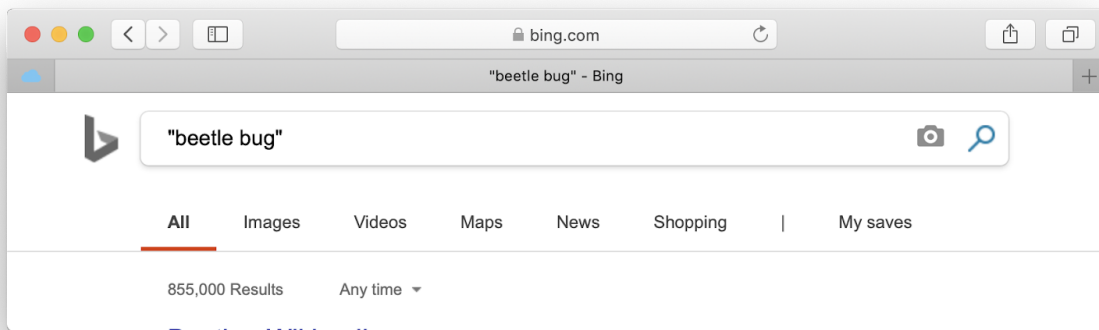 bing.com
"beetle bug" - Bing
"beetle bug"
All Images Videos Maps News Shopping | My saves
855,000 Results Any time